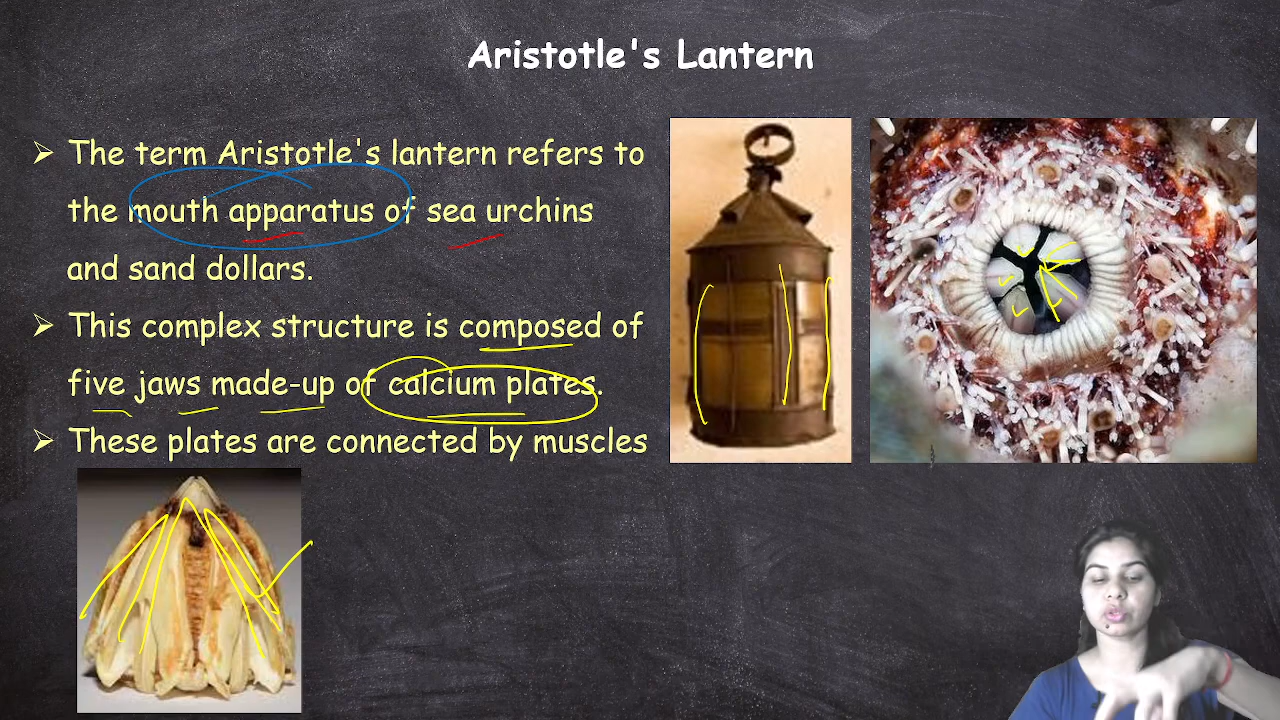 Aristotle's Lantern
➢ The term Aristotle's lantern refers to
the mouth apparatus of sea urchins
and sand dollars.
➢ This complex structure is composed of
five jaws made-up of calcium plates.
➢ These plates are connected by muscles